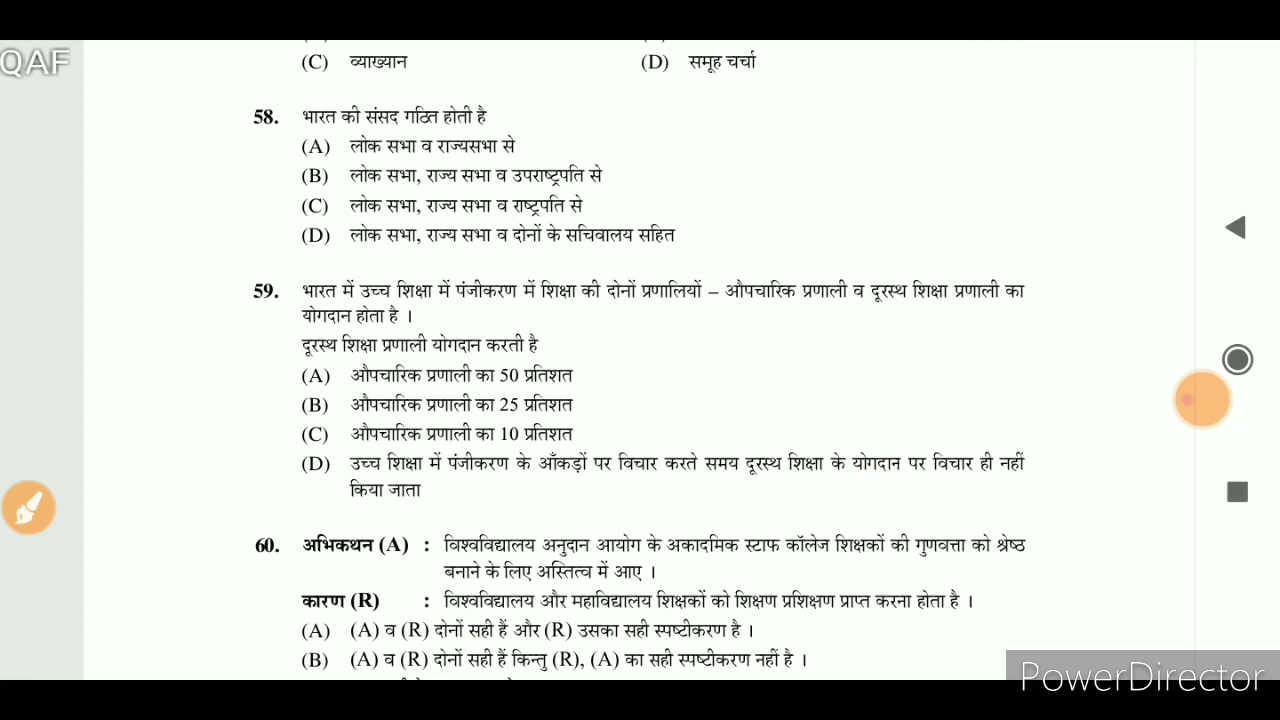 QAF
(C) व्याख्यान (D) समूह चर्चा
58. भारत की संसद गठित होती है
(A) लोक सभा व राज्यसभा से
(B) लोक सभा, राज्य सभा व उपराष्ट्रपति से
(C) लोक सभा, राज्य सभा व राष्ट्रपति से
(D) लोक सभा, राज्य सभा व दोनों के सचिवालय सहित
59. भारत में उच्च शिक्षा में पंजीकरण में शिक्षा की दोनों प्रणालियों – औपचारिक प्रणाली व दूरस्थ शिक्षा प्रणाली का
योगदान होता है ।
दूरस्थ शिक्षा प्रणाली योगदान करती है
(A) औपचारिक प्रणाली का 50 प्रतिशत
(B) औपचारिक प्रणाली का 25 प्रतिशत
(C) औपचारिक प्रणाली का 10 प्रतिशत
(D) उच्च शिक्षा में पंजीकरण के आँकड़ों पर विचार करते समय दूरस्थ शिक्षा के योगदान पर विचार ही नहीं
किया जाता
60. अभिकथन (A) : विश्वविद्यालय अनुदान आयोग के अकादमिक स्टाफ कॉलेज शिक्षकों की गुणवत्ता को श्रेष्ठ
बनाने के लिए अस्तित्व में आए ।
कारण (R) : विश्वविद्यालय और महाविद्यालय शिक्षकों को शिक्षण प्रशिक्षण प्राप्त करना होता है ।
(A) (A) व (R) दोनों सही हैं और (R) उसका सही स्पष्टीकरण है ।
(B) (A) व (R) दोनों सही हैं किन्तु (R), (A) का सही स्पष्टीकरण नहीं है ।
PowerDirector